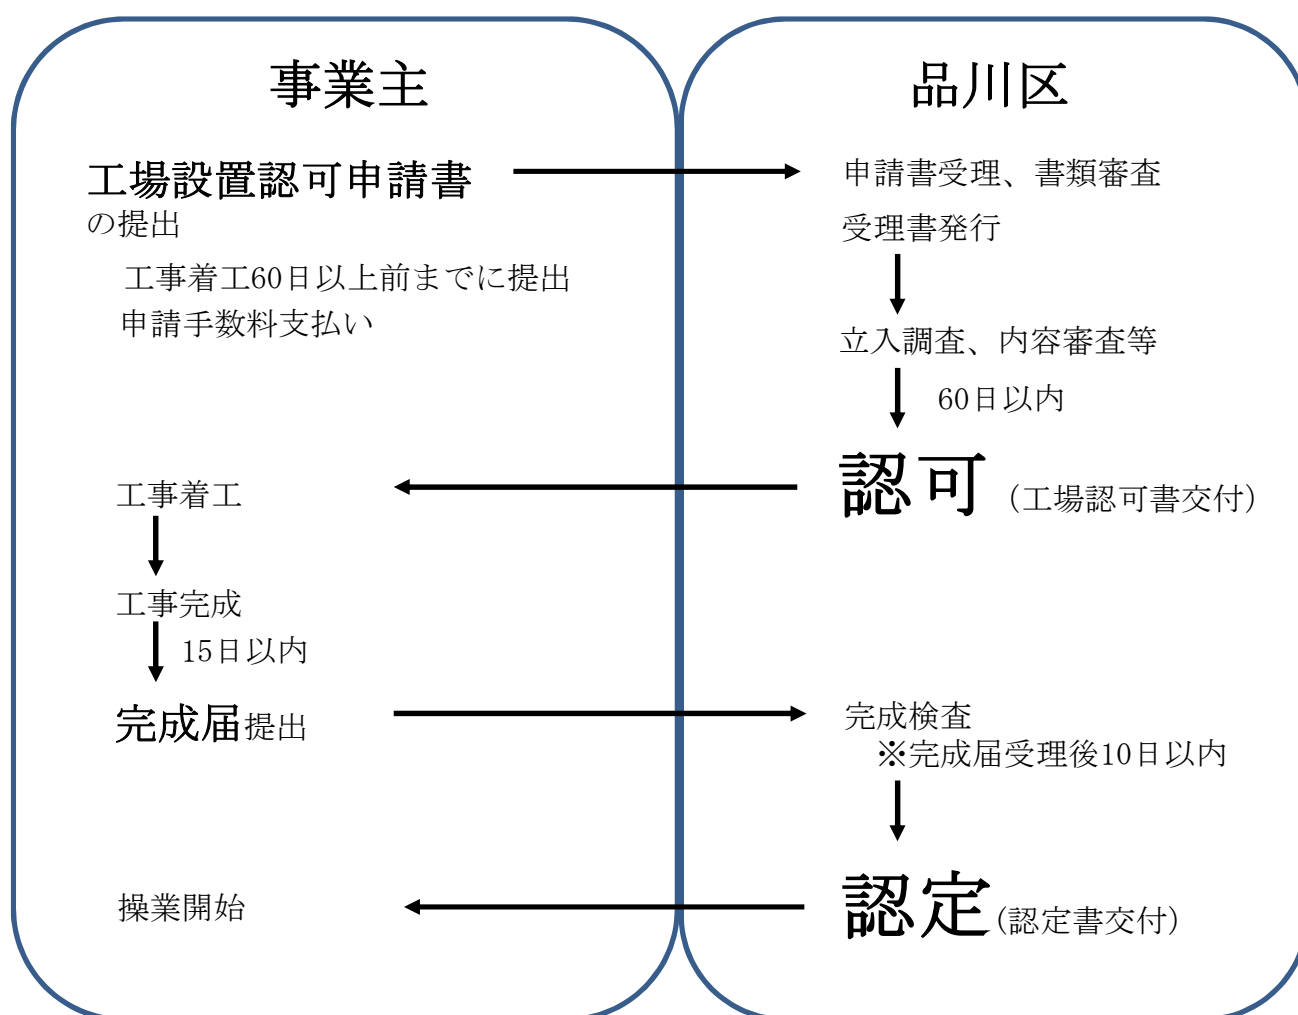 事業主
工場設置認可申請書
の提出
工事着工60日以上前までに提出
申請手数料支払い
工事着工
工事完成
15日以内
完成届提出
操業開始
品川区
申請書受理、書類審査
受理書発行
立入調査、内容審査等
60日以内
認可（工場認可書交付）
完成検査
※完成届受理後10日以内
認定(認定書交付)